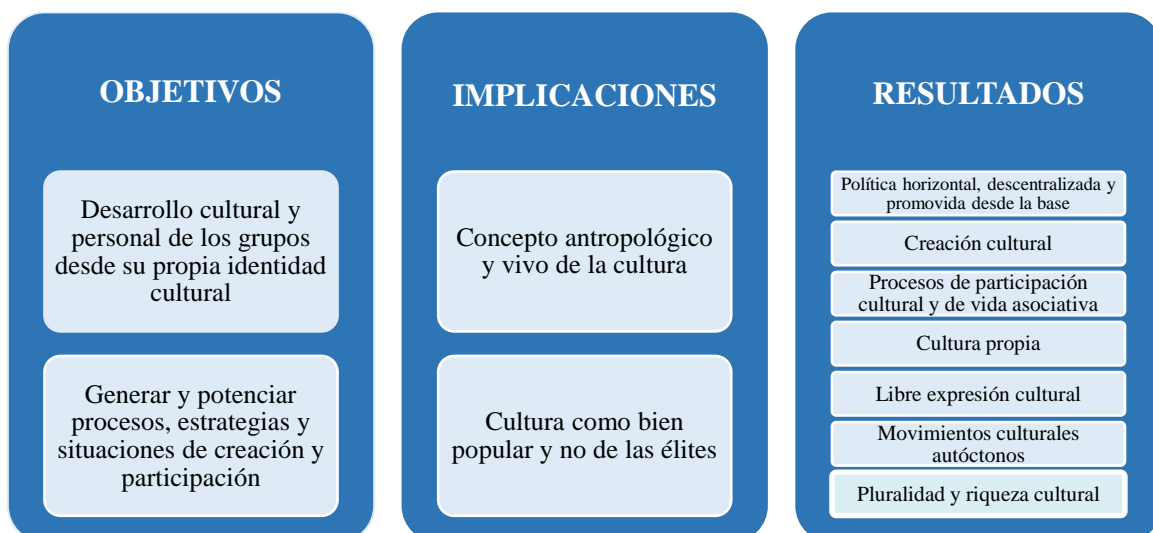 OBJETIVOS
Desarrollo cultural y
personal de los grupos
desde su propia identidad
cultural
Generar y potenciar
procesos, estrategias y
situaciones de creación y
participación
IMPLICACIONES
Concepto antropológico
y vivo de la cultura
Cultura como bien
popular y no de las élites
RESULTADOS
Política horizontal, descentralizada y
promovida desde la base
Creación cultural
Procesos de participación
cultural y de vida asociativa
Cultura propia
Libre expresión cultural
Movimientos culturales
autóctonos
Pluralidad y riqueza cultural